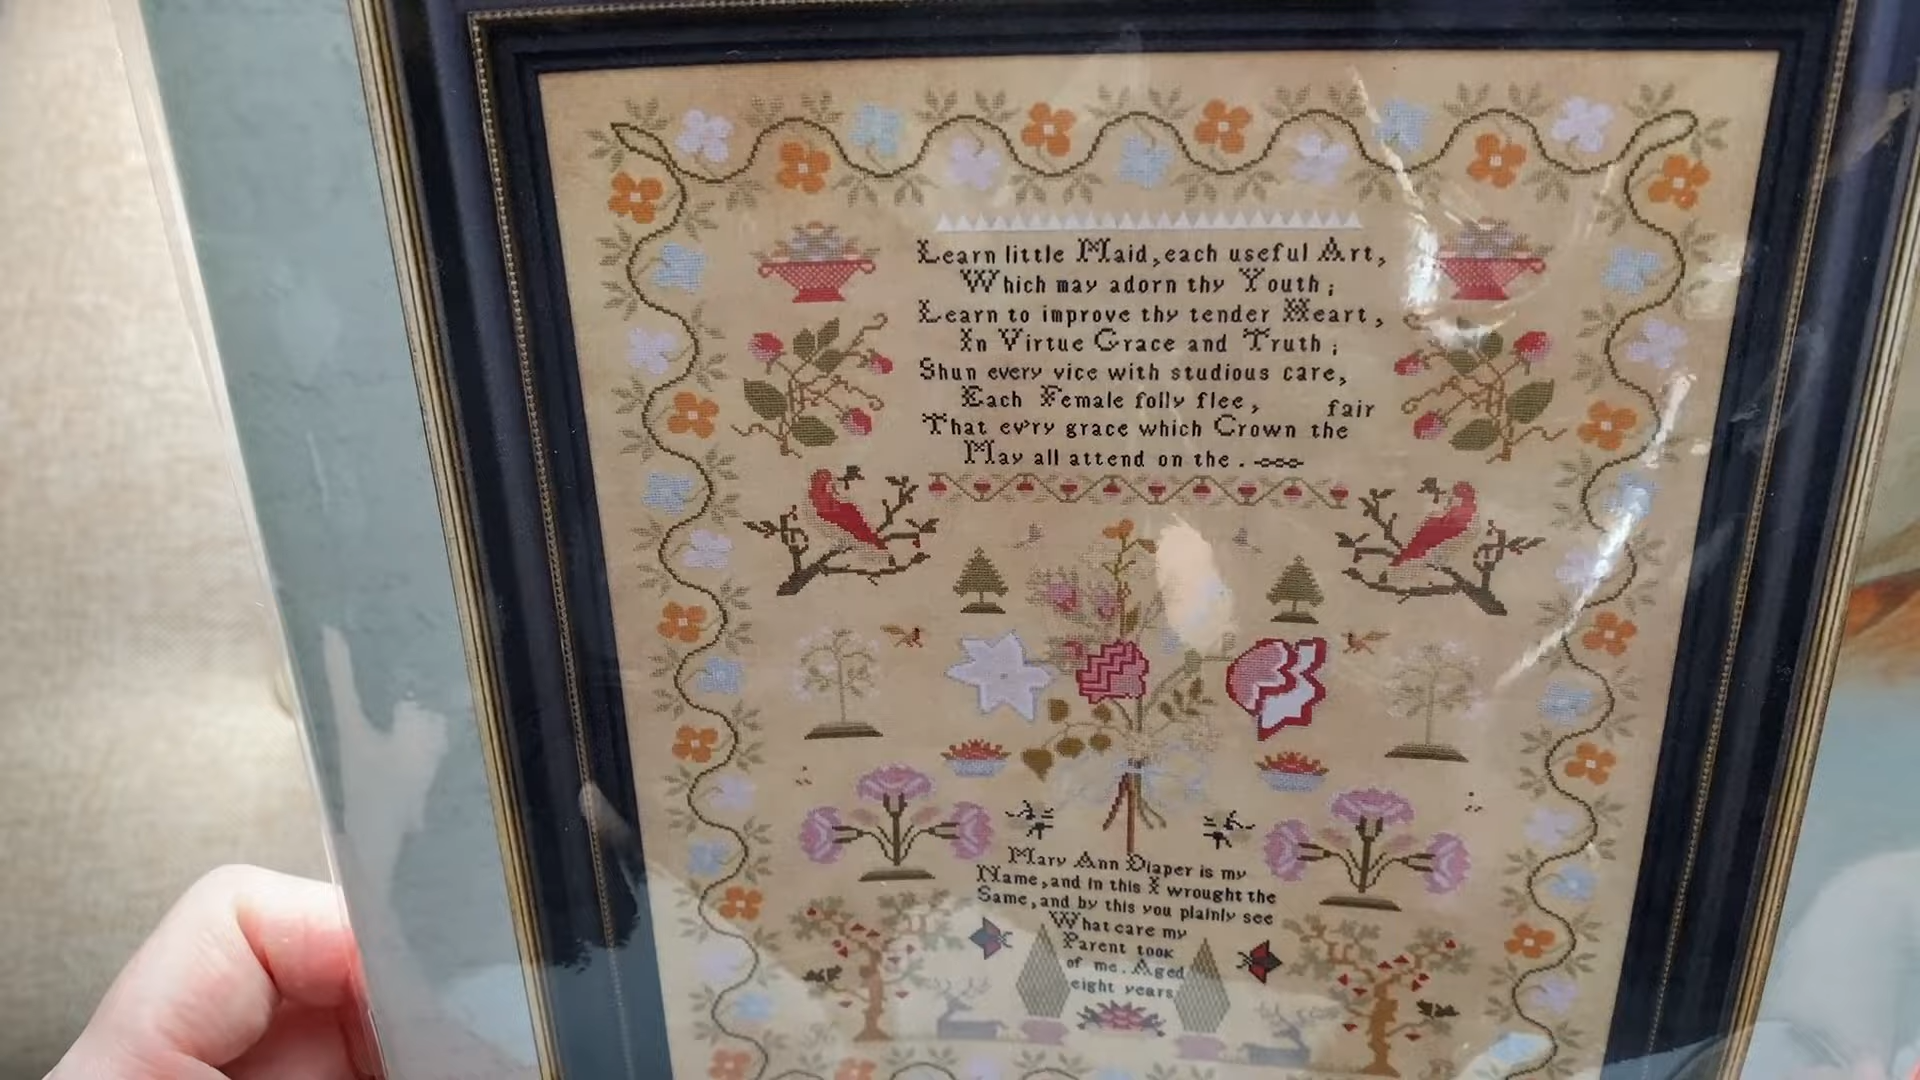 Learn little Maid, each useful Art,
Which may adorn thy Youth;
Learn to improve thy tender Heart,
In Virtue Grace and Truth;
Shun every vice with studious care,
Each Female folly flee, fair
That ev'ry grace which Crown the
May all attend on the.
Mary Ann Diaper is my
Name, and in this I wrought the
Same, and by this you plainly see
What care my
Parent took
of me. Aged
eight years